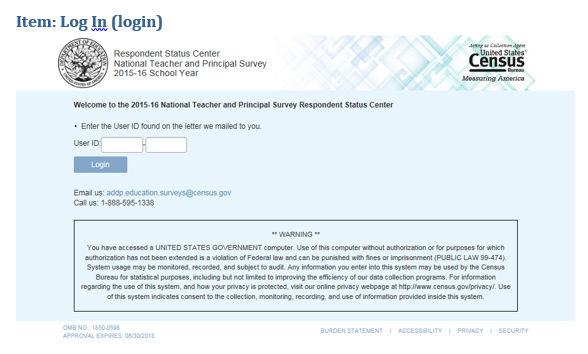 Item: Log In (login)
Respondent Status Center
National Teacher and Principal Survey
2015-16 School Year
Acting as Collection Agent
United States
Census
Bureau
Measuring America
Welcome to the 2015-16 National Teacher and Principal Survey Respondent Status Center
• Enter the User ID found on the letter we mailed to you.
User ID: -
Login
Email us: addp.education.surveys@census.gov
Call us: 1-888-595-1338
** WARNING **
You have accessed a UNITED STATES GOVERNMENT computer. Use of this computer without authorization or for purposes for which
authorization has not been extended is a violation of Federal law and can be punished with fines or imprisonment (PUBLIC LAW 99-474).
System usage may be monitored, recorded, and subject to audit. Any information you enter into this system may be used by the Census
Bureau for statistical purposes, including but not limited to improving the efficiency of our data collection programs. For information
regarding the use of this system, and how your privacy is protected, visit our online privacy webpage at http://www.census.gov/privacy/. Use
of this system indicates consent to the collection, monitoring, recording, and use of information provided inside this system.
OMB NO.: 1850-0598
APPROVAL EXPIRES: 06/30/2018
BURDEN STATEMENT | ACCESSIBILITY | PRIVACY | SECURITY